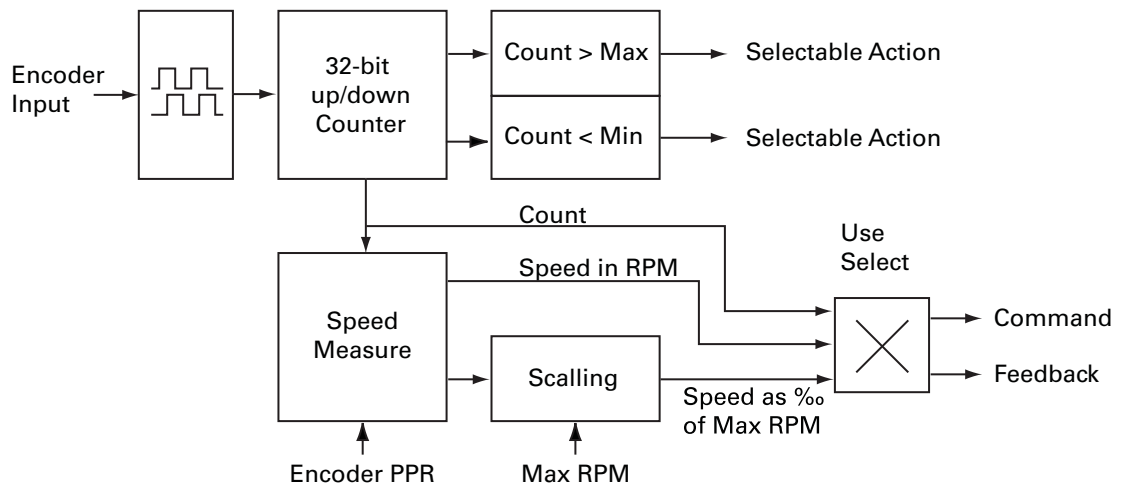 Encoder
Input
32-bit
up/down
Counter
Count > Max
Selectable Action
Count < Min
Selectable Action
Count
Speed in RPM
Use
Select
Speed
Measure
Scalling
Speed as ‰
of Max RPM
Command
Feedback
Encoder PPR
Max RPM